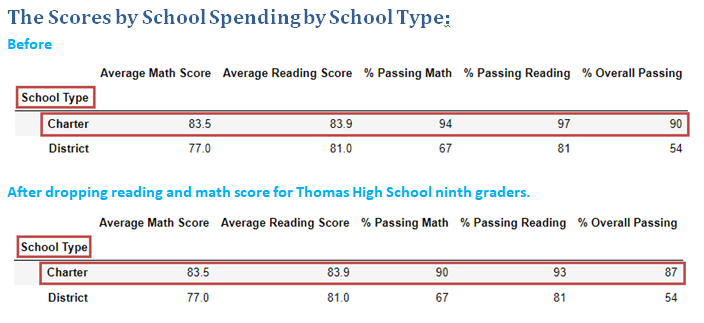 The Scores by School Spending by School Type:
Before
Average Math Score Average Reading Score % Passing Math % Passing Reading % Overall Passing
School Type
Charter 83.5 83.9 94 97 90
District 77.0 81.0 67 81 54
After dropping reading and math score for Thomas High School ninth graders.
Average Math Score Average Reading Score % Passing Math % Passing Reading % Overall Passing
School Type
Charter 83.5 83.9 90 93 87
District 77.0 81.0 67 81 54